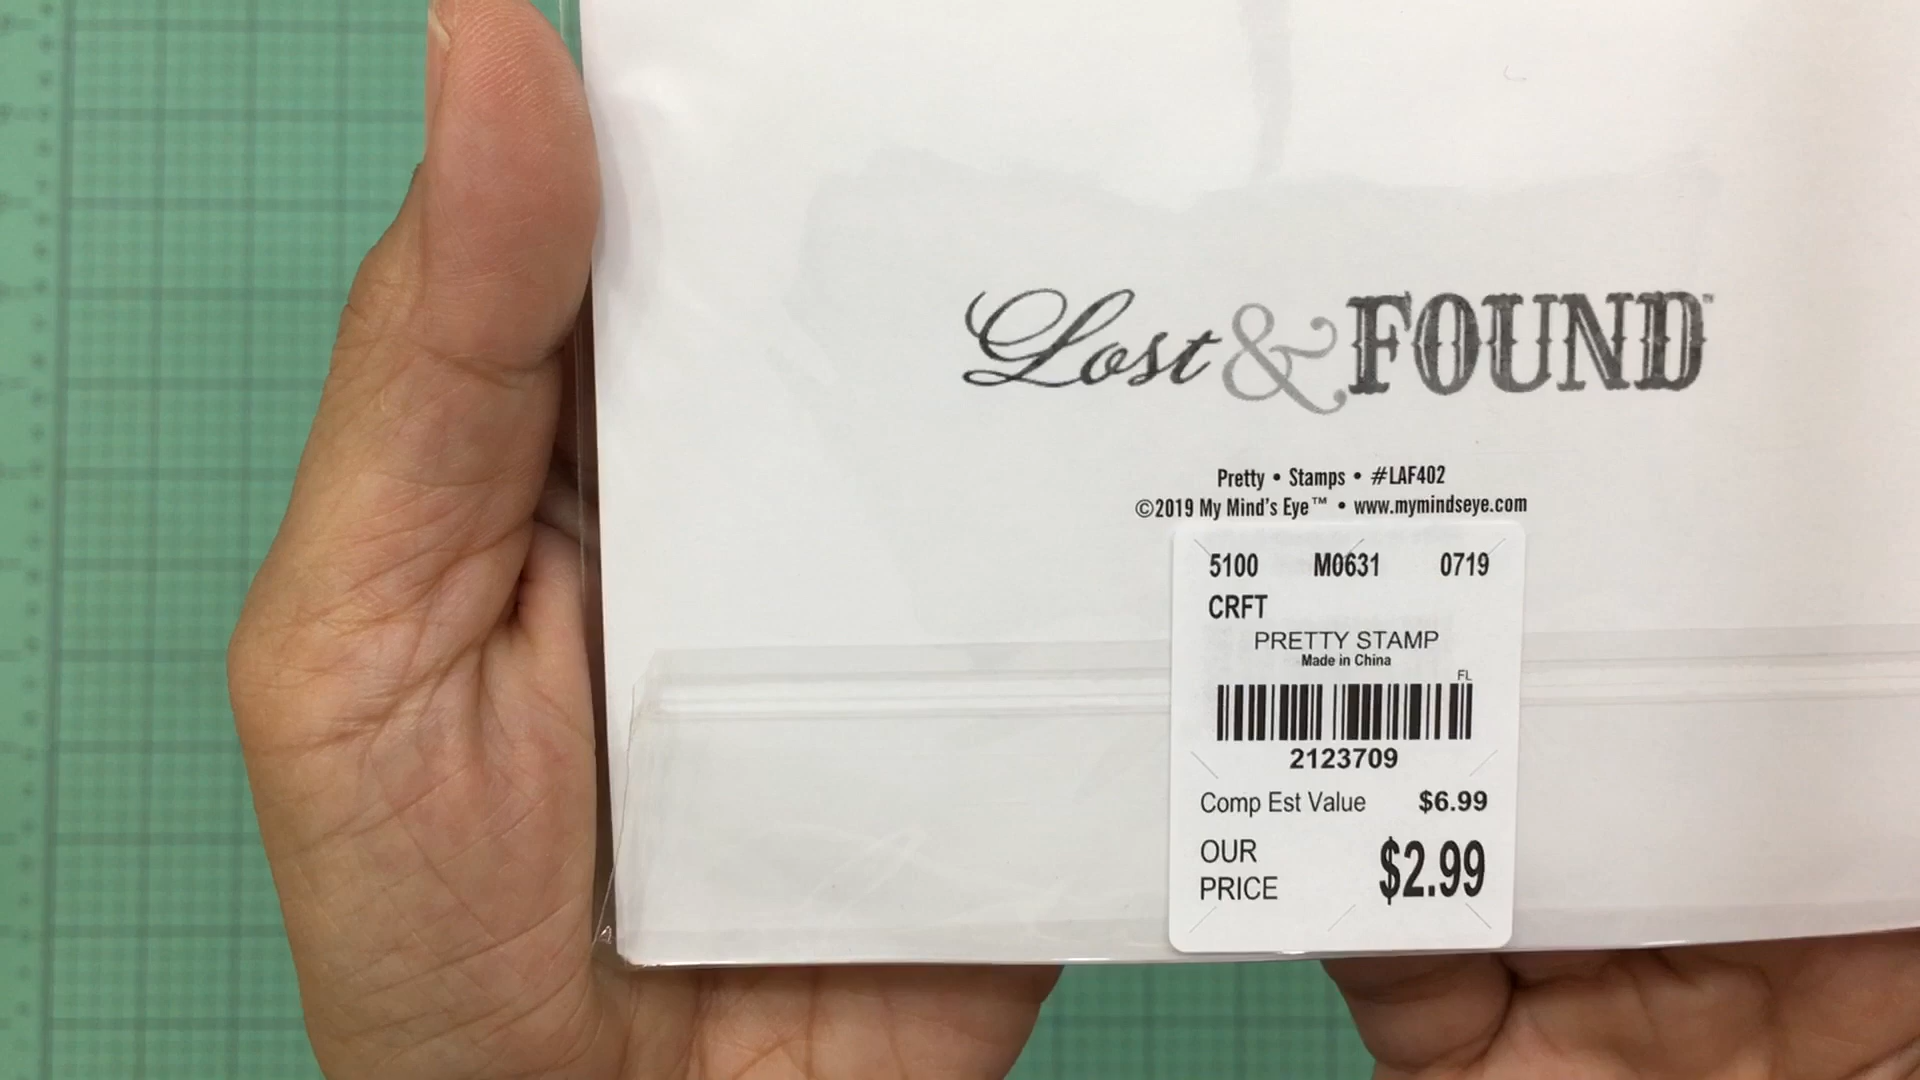 Lost & FOUND™
Pretty • Stamps • #LAF402
©2019 My Mind's Eye™ • www.mymindseye.com
5100 M0631 0719
CRFT
PRETTY STAMP
Made in China
FL
2123709
Comp Est Value $6.99
OUR
PRICE $2.99